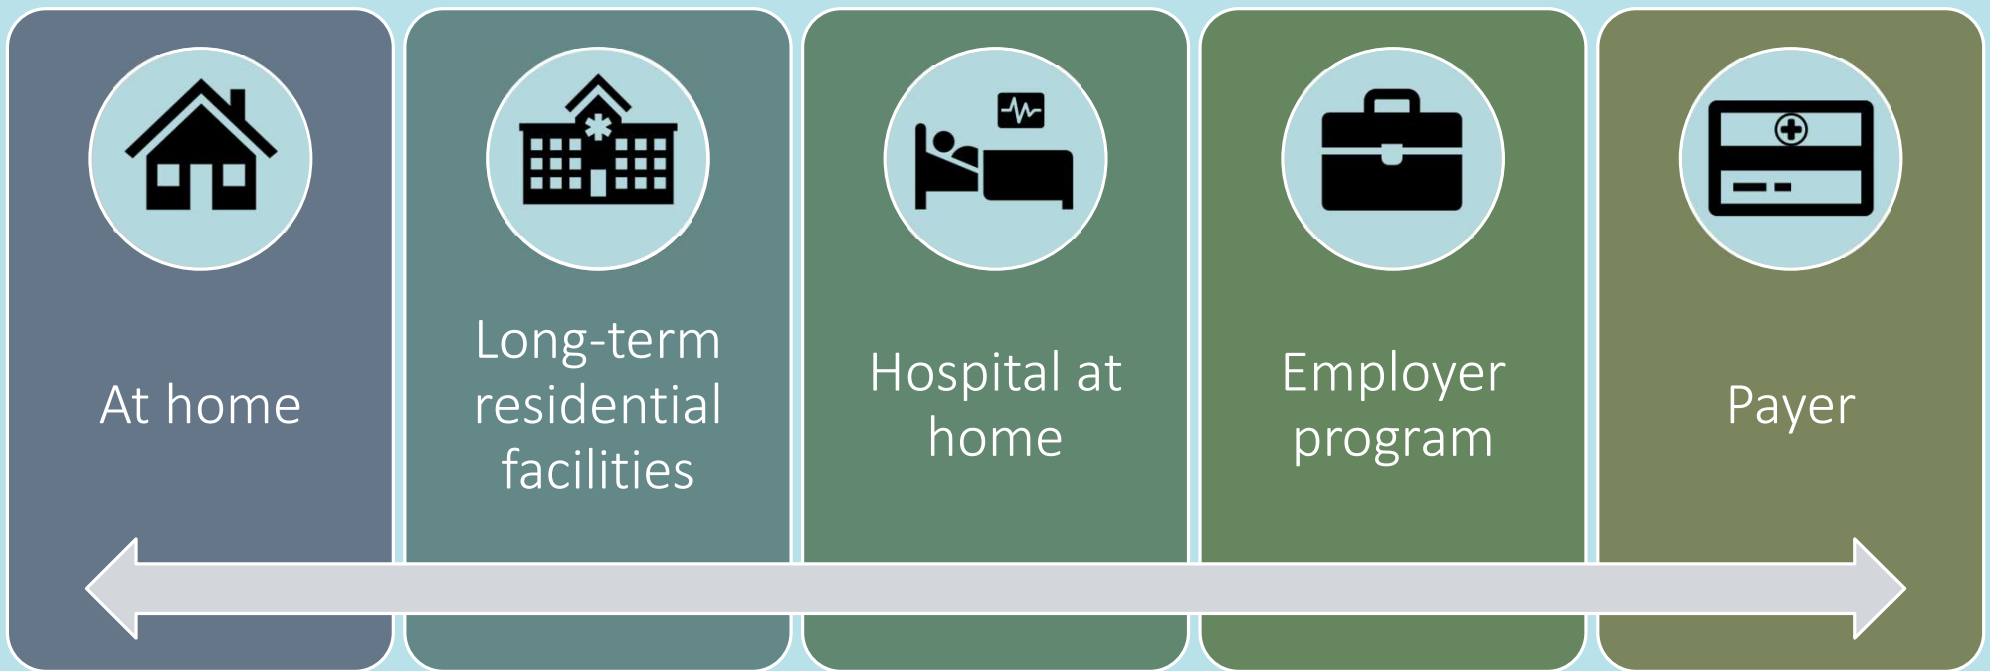 At home
Long-term
residential
facilities
Hospital at
home
Employer
program
Payer